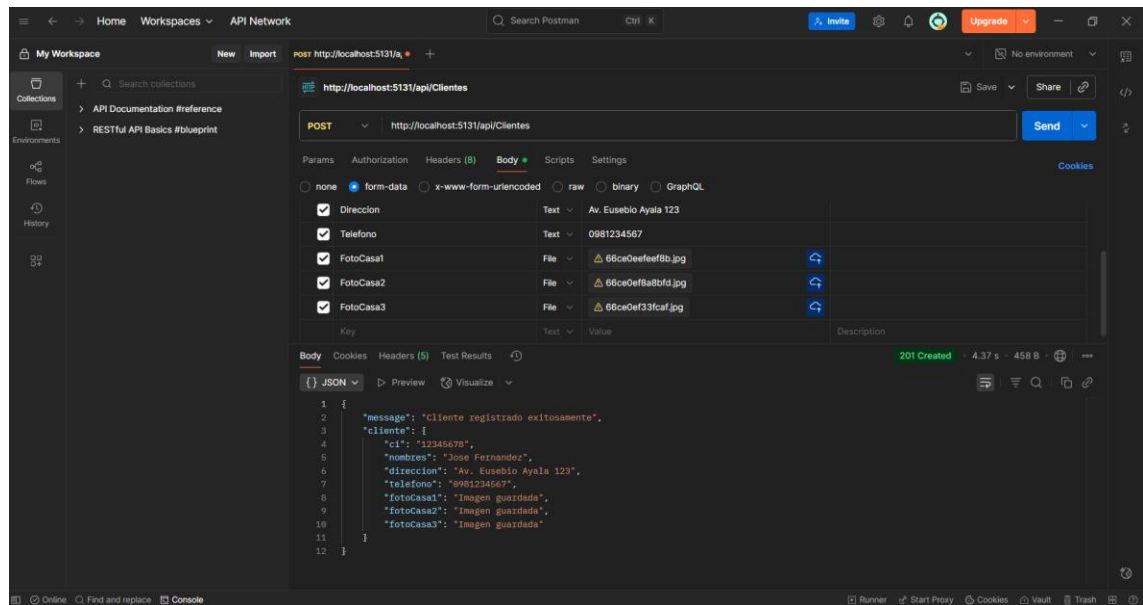 Home Workspaces API Network Search Postman Ctrl K Invite Upgrade
My Workspace New Import POST http://localhost:5131/a No environment
Collections
Environments
Flows
History
Search collections
API Documentation #reference
RESTful API Basics #blueprint
http://localhost:5131/api/Clientes Save Share
POST http://localhost:5131/api/Clientes Send
Params Authorization Headers (8) Body Scripts Settings Cookies
none form-data x-www-form-urlencoded raw binary GraphQL
Direccion Text Av. Eusebio Ayala 123
Telefono Text 0981234567
FotoCasa1 File 66ce0eefeef8b.jpg
FotoCasa2 File 66ce0ef8a8bfd.jpg
FotoCasa3 File 66ce0ef33fcaf.jpg
Key Text Value Description
Body Cookies Headers (5) Test Results 201 Created 4.37 s 458 B
{} JSON Preview Visualize
1 {
2 "message": "Cliente registrado exitosamente",
3 "cliente": {
4 "ci": "12345678",
5 "nombres": "Jose Fernandez",
6 "direccion": "Av. Eusebio Ayala 123",
7 "telefono": "0981234567",
8 "fotoCasa1": "Imagen guardada",
9 "fotoCasa2": "Imagen guardada",
10 "fotoCasa3": "Imagen guardada"
11 }
12 }
Online Find and replace Console Runner Start Proxy Cookies Vault Trash